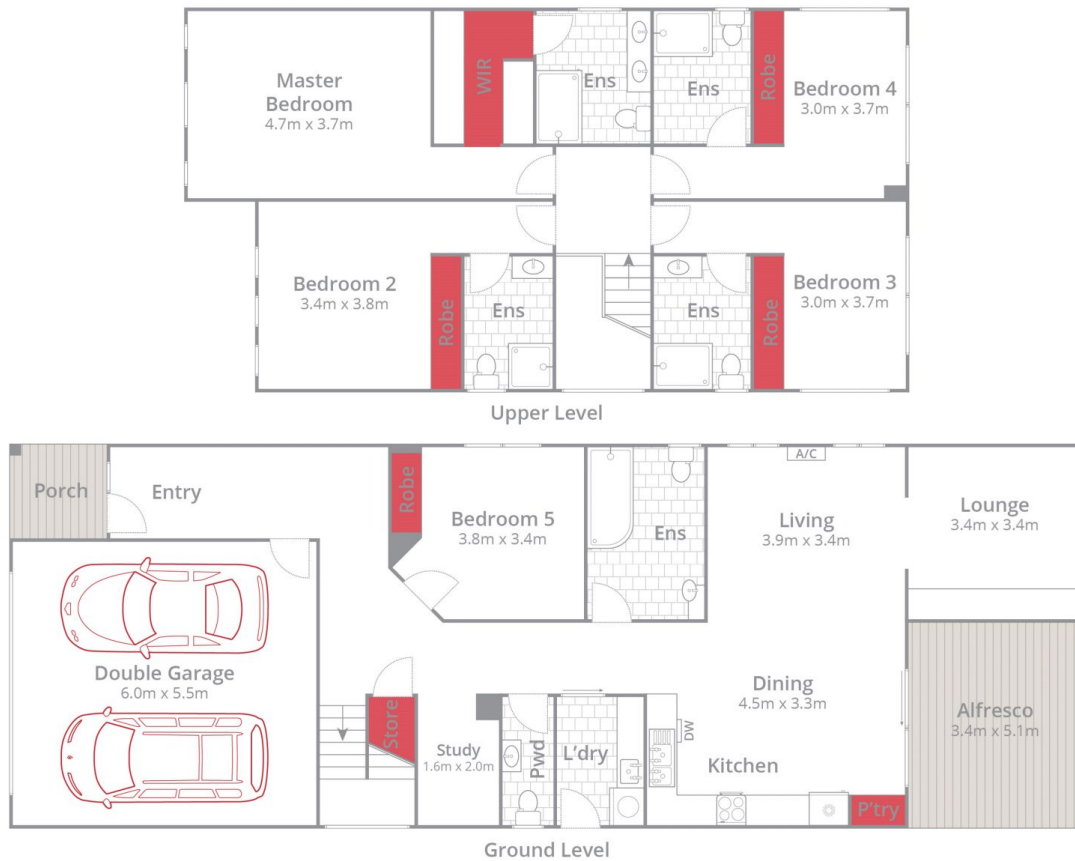 Master
Bedroom
4.7m x 3.7m
WIR
Ens
Ens
Robe
Bedroom 4
3.0m x 3.7m
Bedroom 2
3.4m x 3.8m
Robe
Ens
Ens
Robe
Bedroom 3
3.0m x 3.7m
Upper Level
Porch
Entry
Robe
Bedroom 5
3.8m x 3.4m
Ens
A/C
Living
3.9m x 3.4m
Lounge
3.4m x 3.4m
Double Garage
6.0m x 5.5m
Store
Study
1.6m x 2.0m
Pwd
L'dry
DW
Kitchen
Dining
4.5m x 3.3m
P'try
Alfresco
3.4m x 5.1m
Ground Level